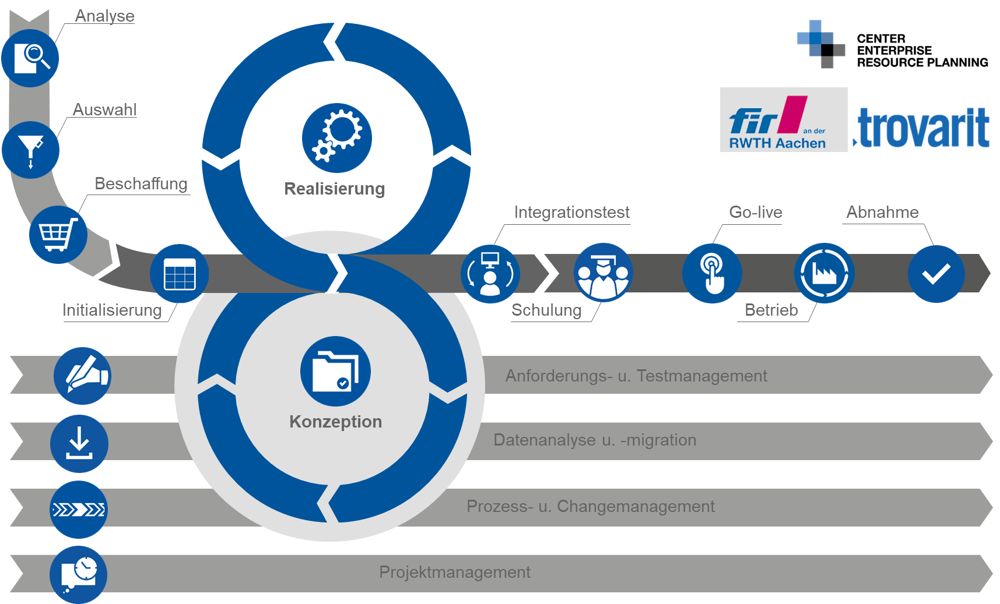 Analyse
Auswahl
Beschaffung
Initialisierung
Realisierung
Konzeption
CENTER
ENTERPRISE
RESOURCE PLANNING
fir
an der
RWTH Aachen
trovarit
Integrationstest
Schulung
Go-live
Betrieb
Abnahme
Anforderungs- u. Testmanagement
Datenanalyse u. -migration
Prozess- u. Changemanagement
Projektmanagement